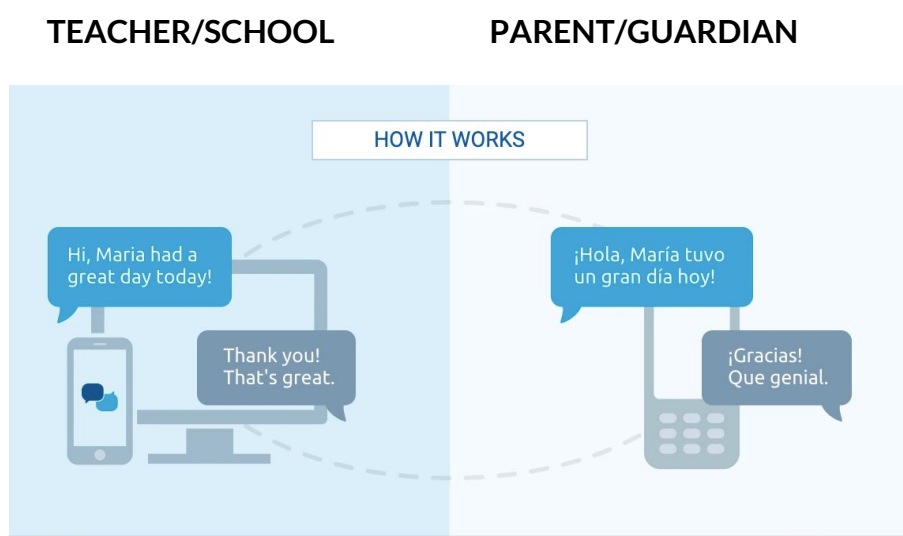 TEACHER/SCHOOL
PARENT/GUARDIAN
HOW IT WORKS
Hi, Maria had a
great day today!
Thank you!
That's great.
¡Hola, María tuvo
un gran día hoy!
¡Gracias!
Que genial.